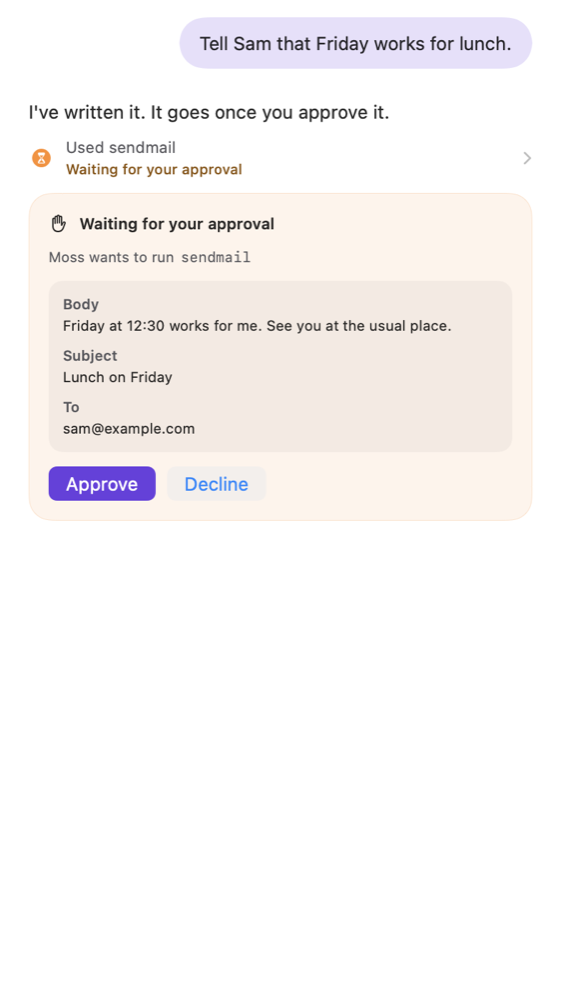 Tell Sam that Friday works for lunch.
I've written it. It goes once you approve it.
Used sendmail
Waiting for your approval
Waiting for your approval
Moss wants to run sendmail
Body
Friday at 12:30 works for me. See you at the usual place.
Subject
Lunch on Friday
To
sam@example.com
Approve
Decline